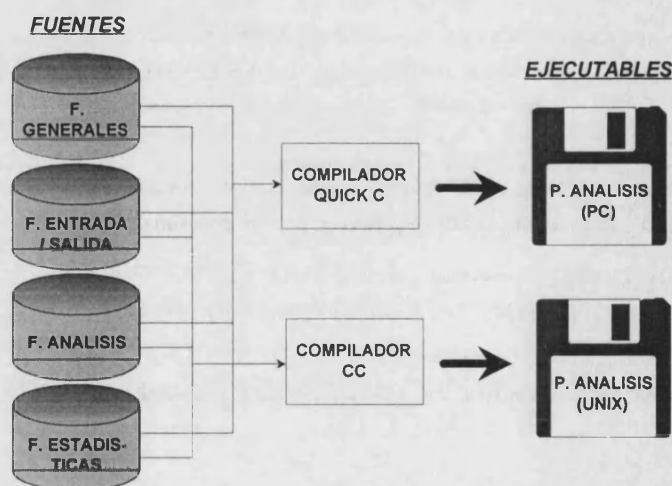 FUENTES
F.
GENERALES
F. ENTRADA
/ SALIDA
F. ANALISIS
F. ESTADIS-
TICAS
COMPILADOR
QUICK C
COMPILADOR
CC
EJECUTABLES
P. ANALISIS
(PC)
P. ANALISIS
(UNIX)